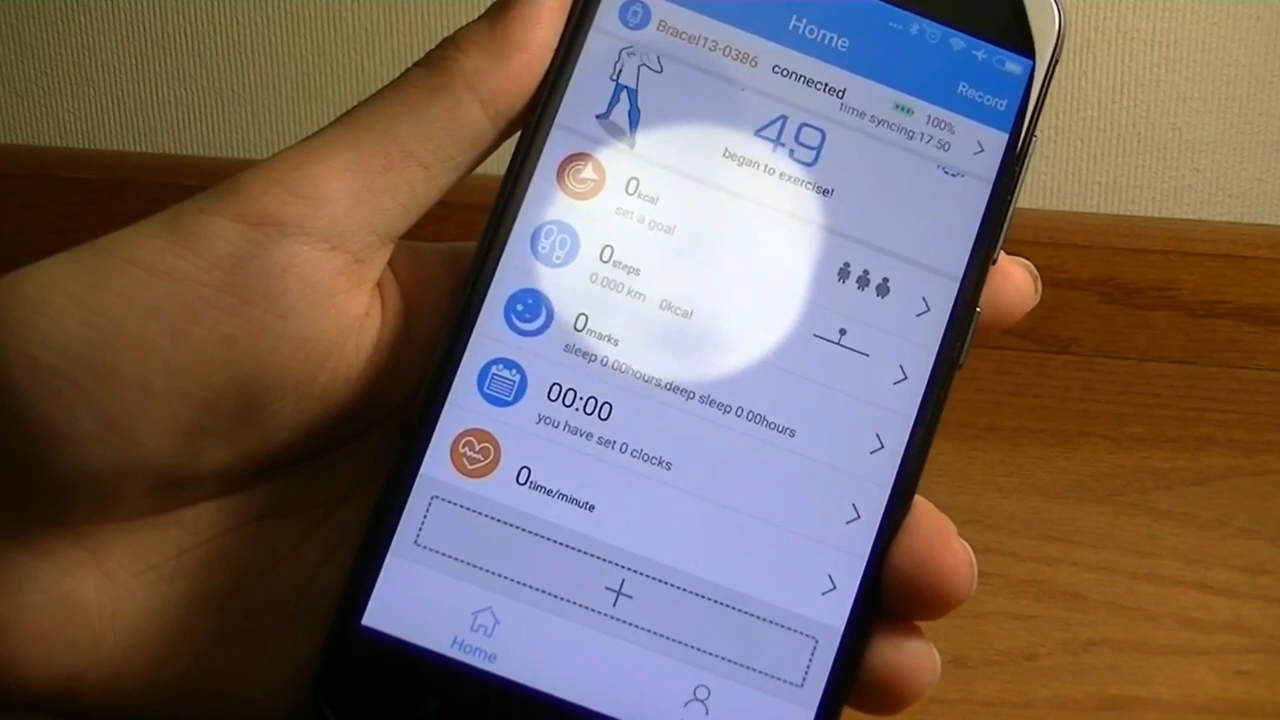 Home
Bracel13-0386 connected
100%
Record
time syncing:17:50
49
began to exercise!
0kcal
set a goal
0steps
0.000 km 0kcal
0marks
sleep 0.00hours,deep sleep 0.00hours
00:00
you have set 0 clocks
0time/minute
+
Home